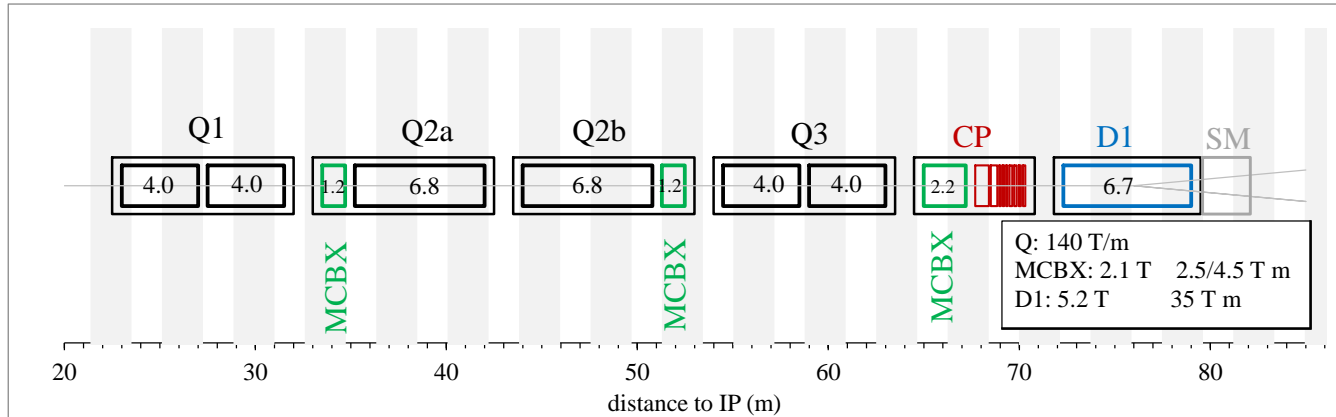 Q1 Q2a Q2b Q3 CP D1 SM
4.0 4.0 1.2 6.8 6.8 1.2 4.0 4.0 2.2 6.7
MCBX
MCBX
MCBX
Q: 140 T/m
MCBX: 2.1 T 2.5/4.5 T m
D1: 5.2 T 35 T m
20 30 40 50 60 70 80
distance to IP (m)